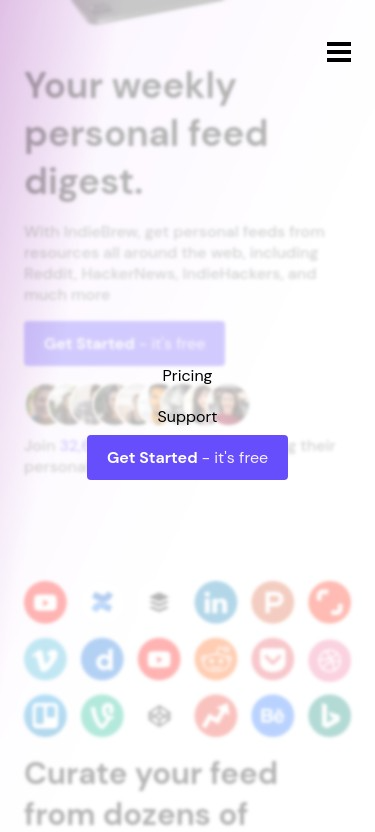 Your weekly
personal feed
digest.
With IndieBrew, get personal feeds from
resources all around the web, including
Reddit, HackerNews, IndieHackers, and
much more
Get Started - it's free
Pricing
Support
Join 32, their
persona
Get Started - it's free
in
P
d
Bē
Curate your feed
from dozens of